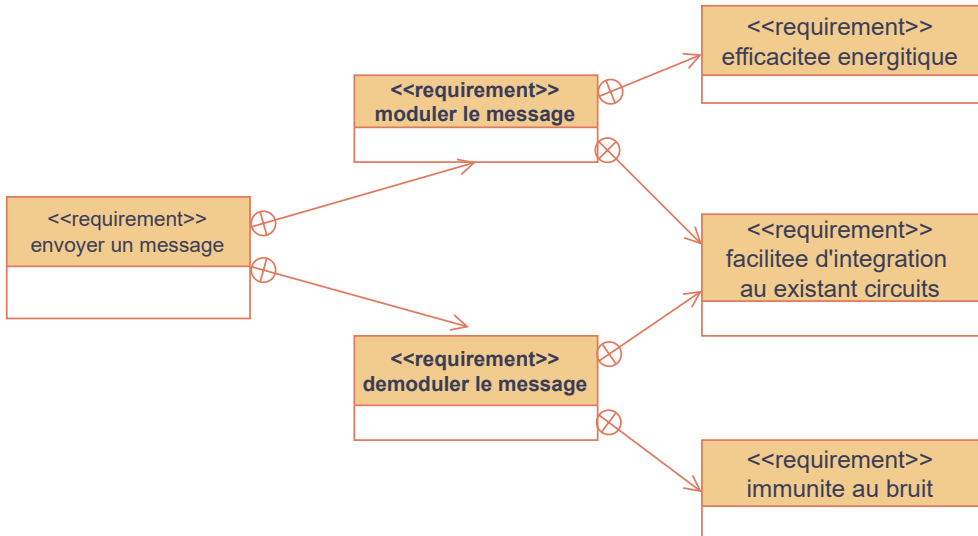 <<requirement>>
efficacitee energitique
<<requirement>>
moduler le message
<<requirement>>
envoyer un message
<<requirement>>
facilitee d'integration
au existant circuits
<<requirement>>
demoduler le message
<<requirement>>
immunite au bruit